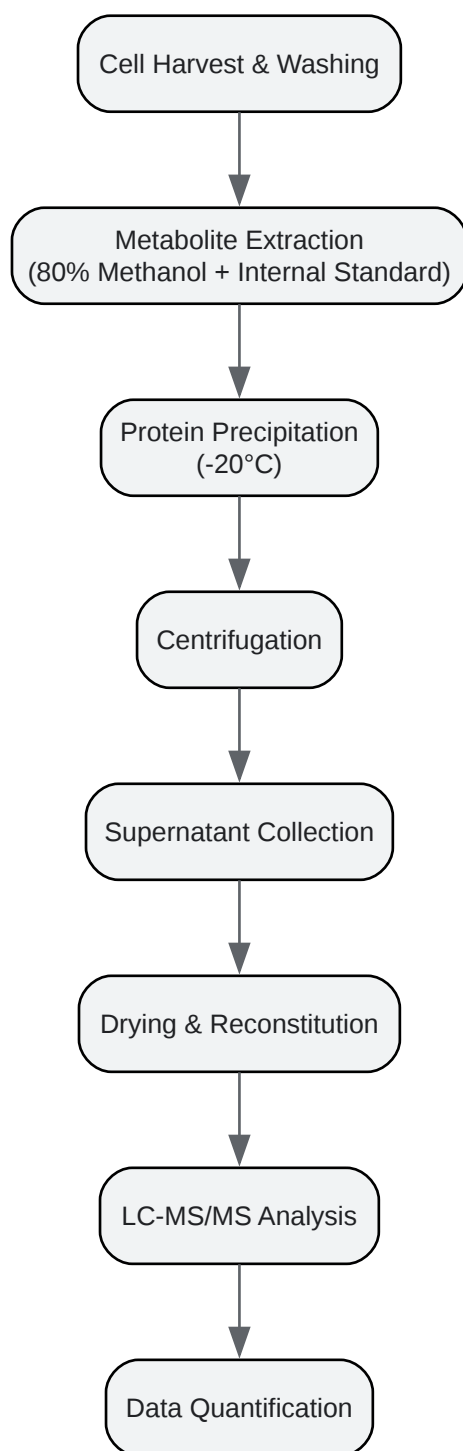 Cell Harvest & Washing
Metabolite Extraction
(80% Methanol + Internal Standard)
Protein Precipitation
(-20°C)
Centrifugation
Supernatant Collection
Drying & Reconstitution
LC-MS/MS Analysis
Data Quantification